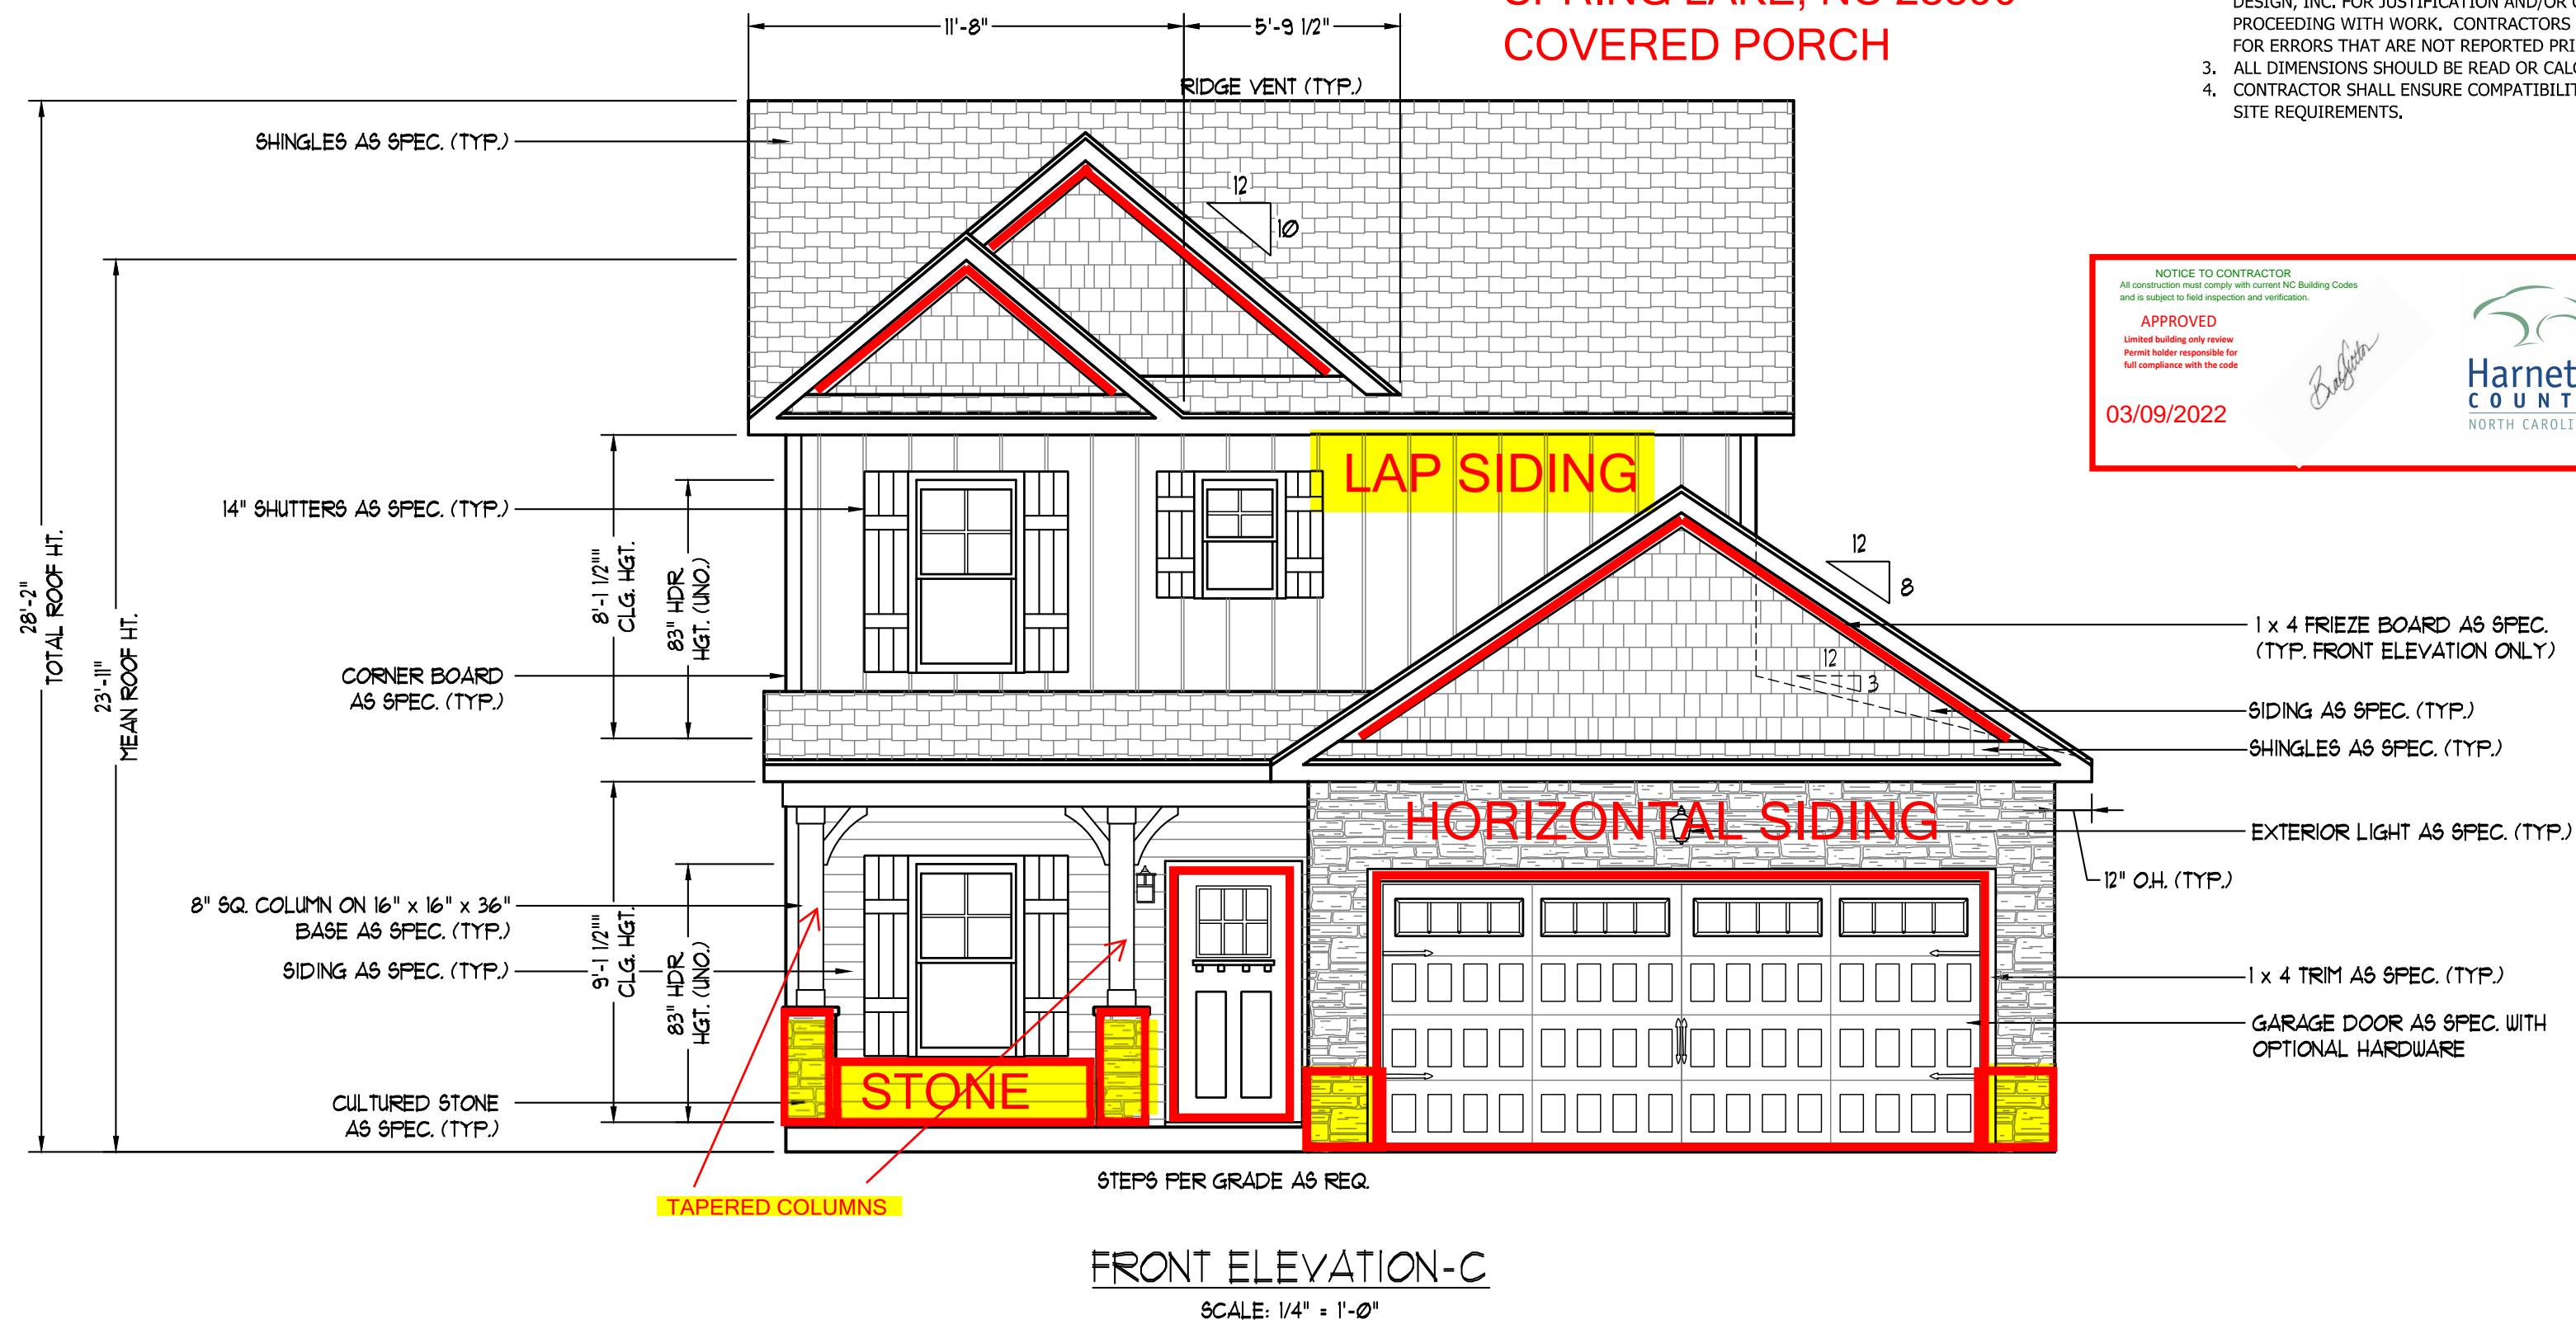 SPRING LAKE, NC
COVERED PORCH
DESIGN, INC. FOR JUSTIFICATION AND/OR
PROCEEDING WITH WORK. CONTRACTORS
FOR ERRORS THAT ARE NOT REPORTED
3. ALL DIMENSIONS SHOULD BE READ OR
4. CONTRACTOR SHALL ENSURE
SITE REQUIREMENTS.
11'-8"
5'-9 1/2"
RIDGE VENT (TYP.)
SHINGLES AS SPEC. (TYP.)
12
10
NOTICE TO CONTRACTOR
All construction must comply with current NC Building Codes
and is subject to field inspection and verification.
APPROVED
Limited building only review
Permit holder responsible for
full compliance with the code
03/09/2022
Harnet
COUNT
NORTH CAROLI
LAP SIDING
14" SHUTTERS AS SPEC. (TYP.)
28'-2"
TOTAL ROOF HT.
23'-11"
MEAN ROOF HT.
8'-1 1/2""
CLG. HGT.
83" HDR.
HGT. (UNO.)
12
8
CORNER BOARD
AS SPEC. (TYP.)
1 x 4 FRIEZE BOARD AS SPEC.
(TYP. FRONT ELEVATION ONLY)
12
3
SIDING AS SPEC. (TYP.)
SHINGLES AS SPEC. (TYP.)
HORIZONTAL SIDING
EXTERIOR LIGHT AS SPEC. (TYP.)
12" O.H. (TYP.)
8" SQ. COLUMN ON 16" x 16" x 36"
BASE AS SPEC. (TYP.)
SIDING AS SPEC. (TYP.)
9'-1 1/2""
CLG. HGT.
83" HDR
HGT. (UNO.)
1 x 4 TRIM AS SPEC. (TYP.)
GARAGE DOOR AS SPEC. WITH
OPTIONAL HARDWARE
STONE
CULTURED STONE
AS SPEC. (TYP.)
STEPS PER GRADE AS REQ.
TAPERED COLUMNS
FRONT ELEVATION-C
SCALE: 1/4" = 1'-0"